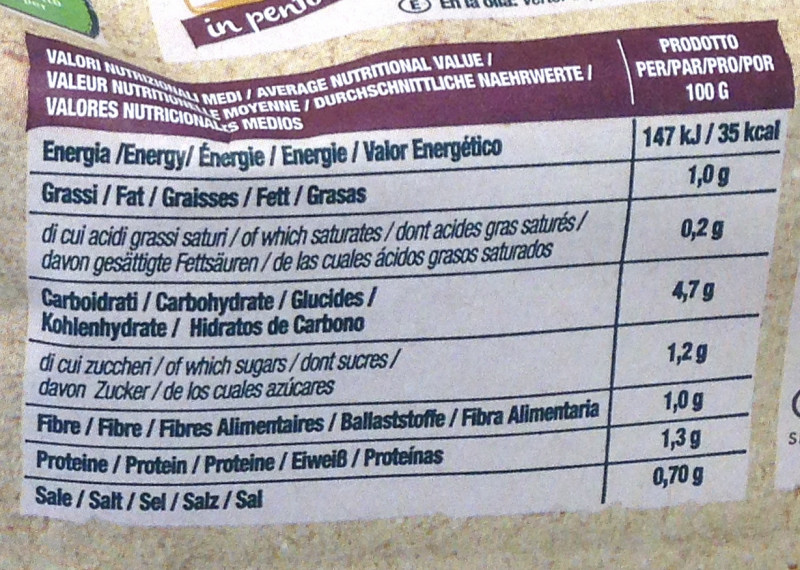 in pento
VALORI NUTRIZIONALI MEDI / AVERAGE NUTRITIONAL VALUE /
VALEUR NUTRITIONELLE MOYENNE / DURCHSCHNITTLICHE NAEHRWERTE /
VALORES NUTRICIONALES MEDIOS
PRODOTTO
PER/PAR/PRO/POR
100 G
Energia /Energy/ Énergie / Energie / Valor Energético
147 kJ / 35 kcal
Grassi / Fat / Graisses / Fett / Grasas
1,0 g
di cui acidi grassi saturi / of which saturates / dont acides gras saturés /
davon gesättigte Fettsäuren / de las cuales ácidos grasos saturados
0,2 g
Carboidrati / Carbohydrate / Glucides /
Kohlenhydrate / Hidratos de Carbono
4,7 g
di cui zuccheri / of which sugars / dont sucres /
davon Zucker / de los cuales azúcares
1,2 g
Fibre / Fibre / Fibres Alimentaires / Ballaststoffe / Fibra Alimentaria
1,0 g
Proteine / Protein / Proteine / Eiweiß / Proteínas
1,3 g
Sale / Salt / Sel / Salz / Sal
0,70 g